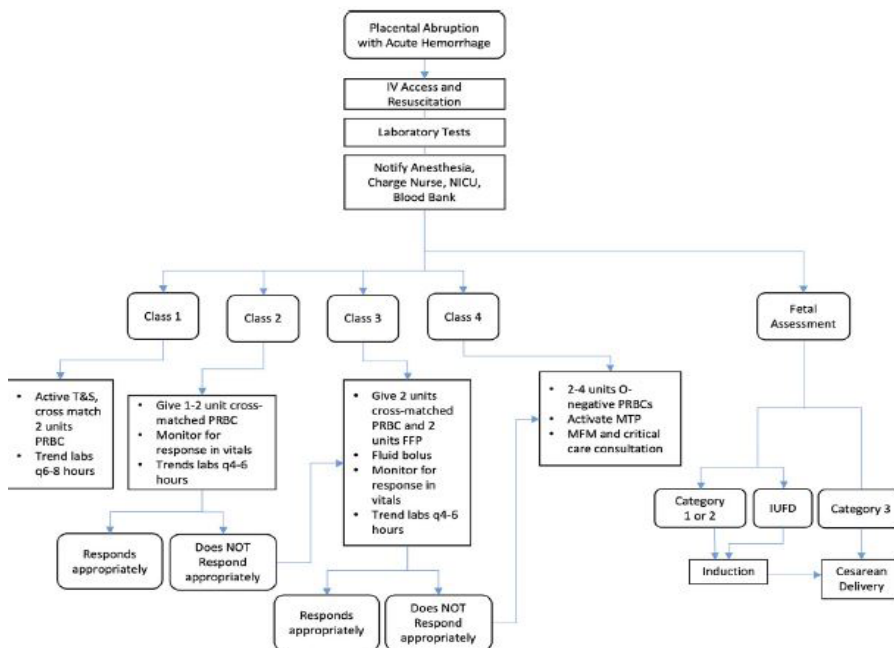 Placental Abruption
with Acute Hemorrhage
IV Access and
Resuscitation
Laboratory Tests
Notify Anesthesia,
Charge Nurse, NICU,
Blood Bank
Class 1
Class 2
Class 3
Class 4
Fetal
Assessment
• Active T&S,
cross match
2 units
PRBC
• Trend labs
q6-8 hours
• Give 1-2 unit cross-
matched PRBC
• Monitor for
response in vitals
• Trends labs q4-6
hours
• Give 2 units
cross-matched
PRBC and 2
units FFP
• Fluid bolus
• Monitor for
response in
vitals
• Trend labs q4-6
hours
• 2-4 units O-
negative PRBCs
• Activate MTP
• MFM and critical
care consultation
Responds
appropriately
Does NOT
Respond
appropriately
Responds
appropriately
Does NOT
Respond
appropriately
Category
1 or 2
IUFD
Category 3
Induction
Cesarean
Delivery